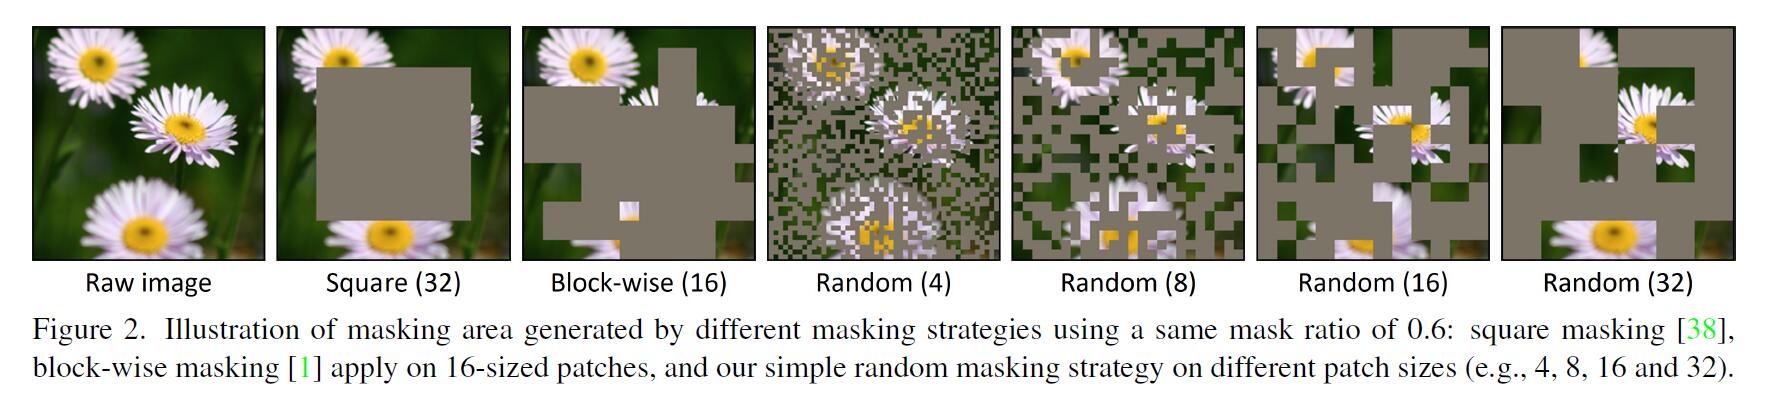 Raw image
Square (32)
Block-wise (16)
Random (4)
Random (8)
Random (16)
Random (32)
Figure 2. Illustration of masking area generated by different masking strategies using a same mask ratio of 0.6: square masking [38],
block-wise masking [1] apply on 16-sized patches, and our simple random masking strategy on different patch sizes (e.g., 4, 8, 16 and 32).